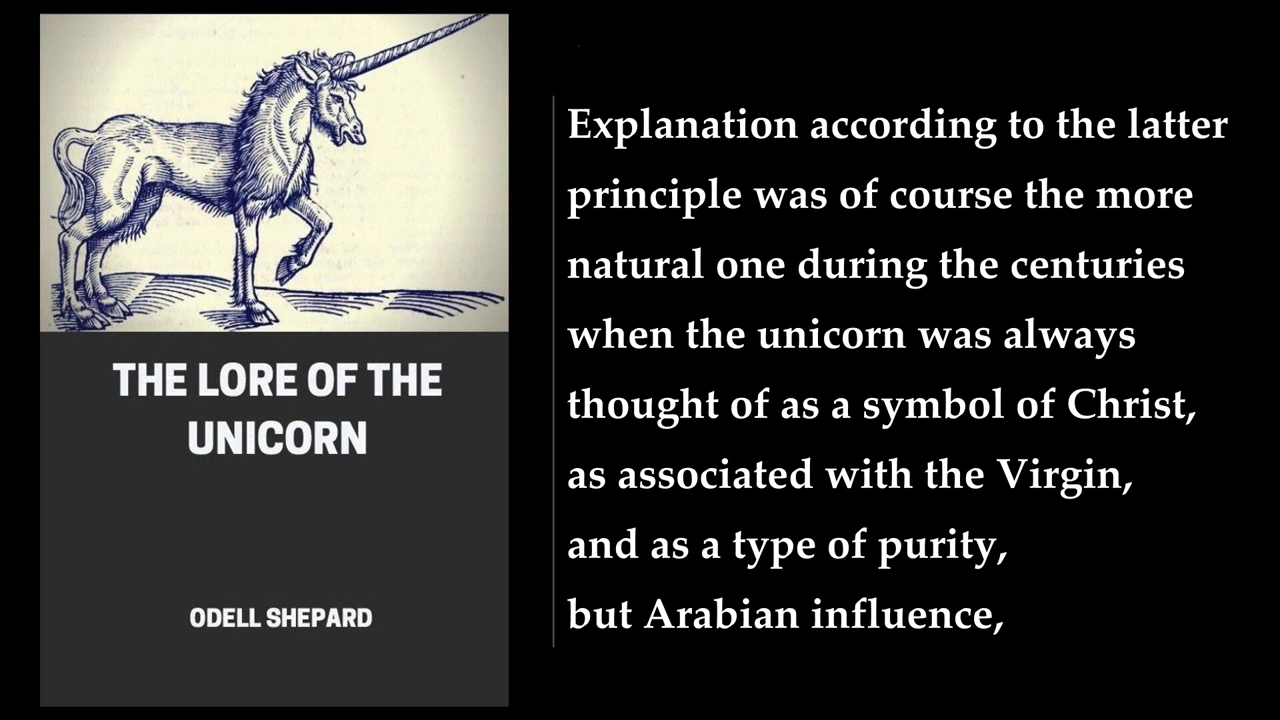 THE LORE OF THE
UNICORN
ODELL SHEPARD
Explanation according to the latter
principle was of course the more
natural one during the centuries
when the unicorn was always
thought of as a symbol of Christ,
as associated with the Virgin,
and as a type of purity,
but Arabian influence,